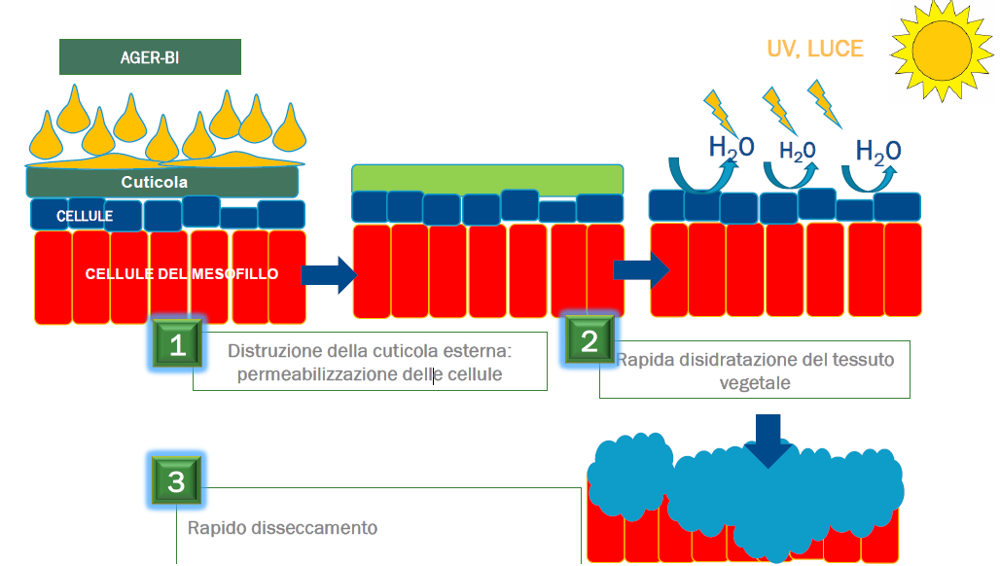 AGER-BI
UV, LUCE
H2O
H2O
H2O
Cuticola
CELLULE
CELLULE DEL MESOFILLO
1
Distruzione della cuticola esterna:
permeabilizzazione delle cellule
2
Rapida disidratazione del tessuto
vegetale
3
Rapido disseccamento